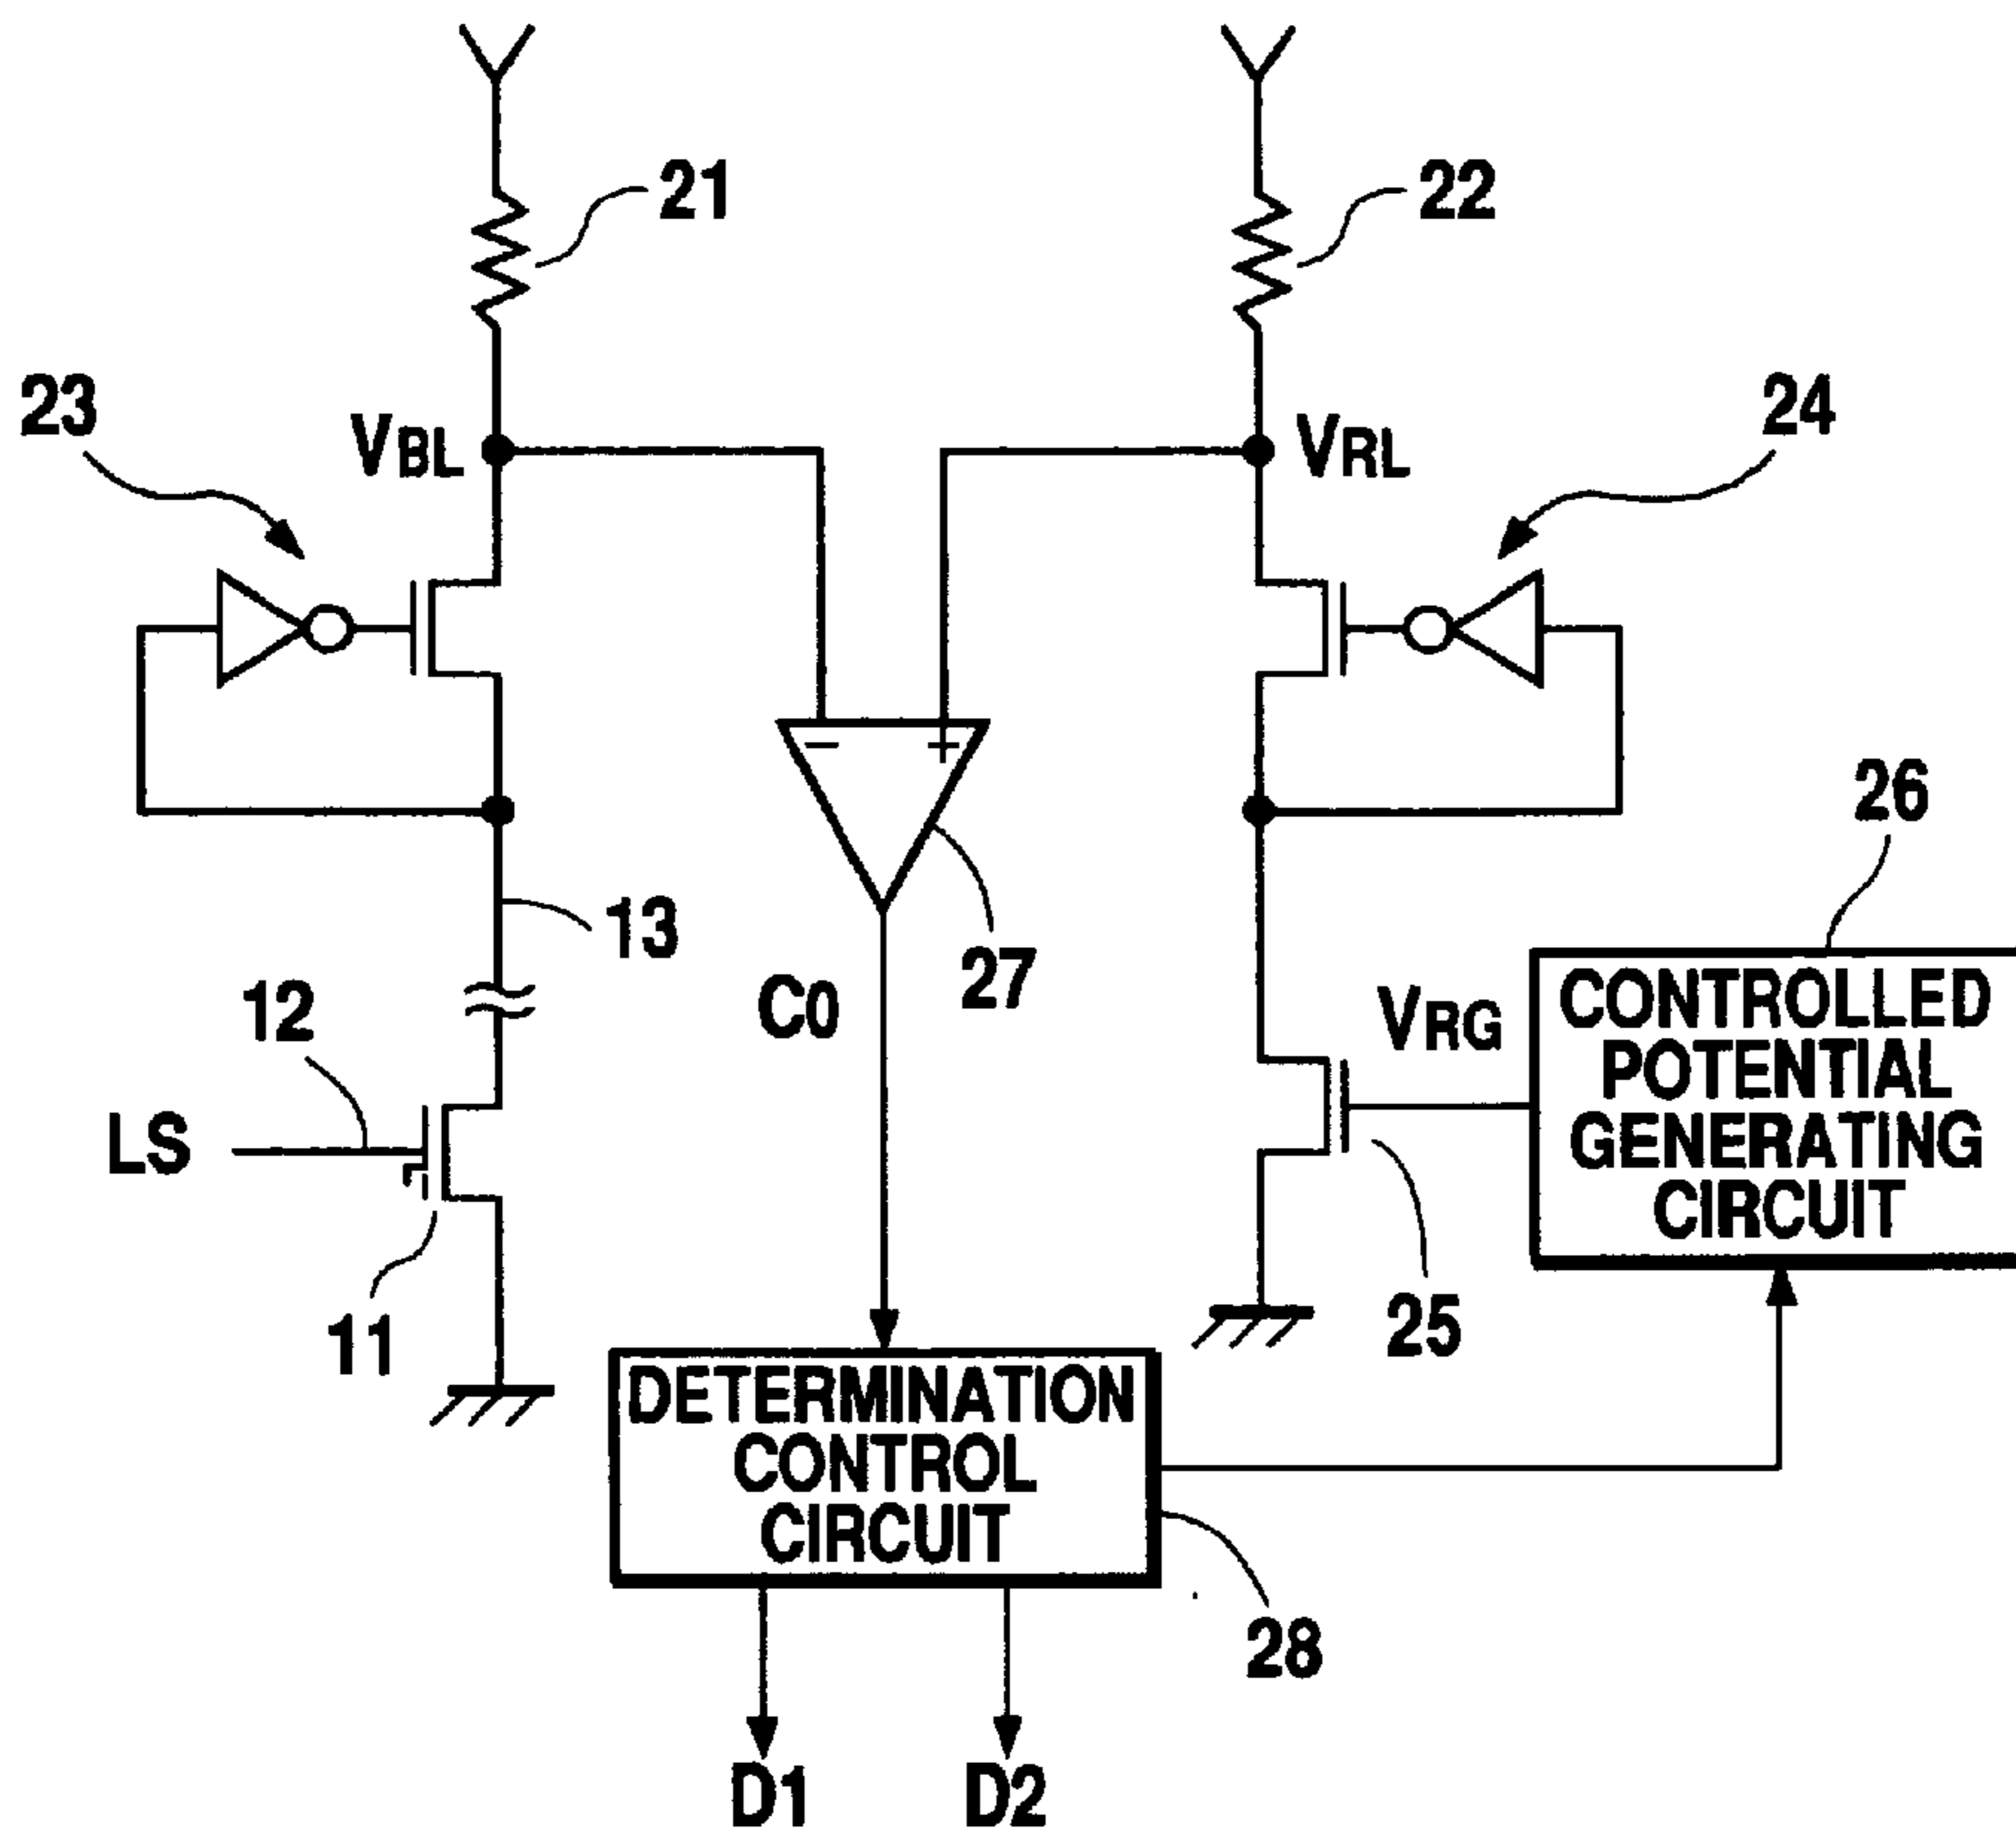 21
22
23
VBL
VRL
24
−
+
26
13
27
12
C0
VRG
CONTROLLED
POTENTIAL
GENERATING
CIRCUIT
LS
11
25
DETERMINATION
CONTROL
CIRCUIT
28
D1
D2